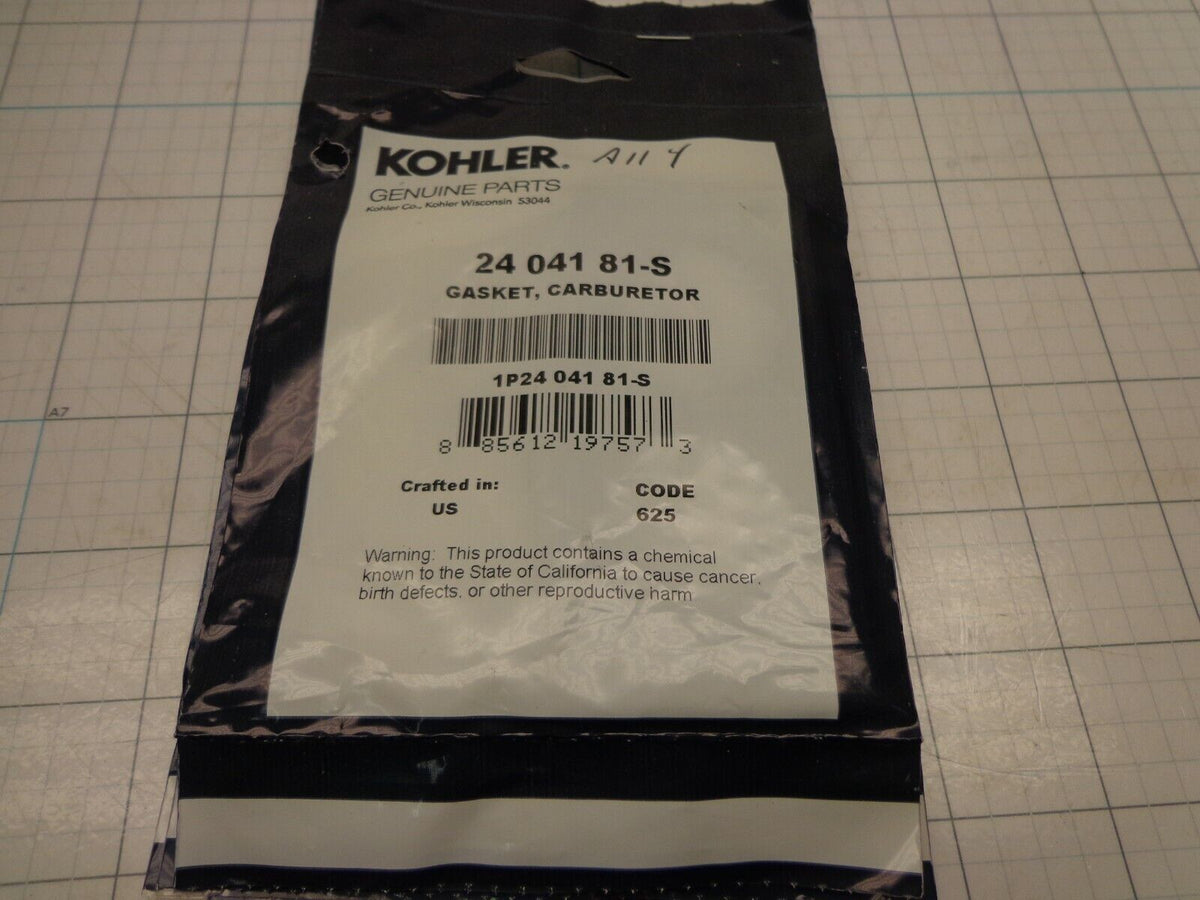 KOHLER. All 4
GENUINE PARTS
Kohler Co., Kohler Wisconsin 53044
24 041 81-S
GASKET, CARBURETOR
1P24 041 81-S
8 85612 19757 3
Crafted in: CODE
US 625
Warning: This product contains a chemical
known to the State of California to cause cancer,
birth defects, or other reproductive harm
A7